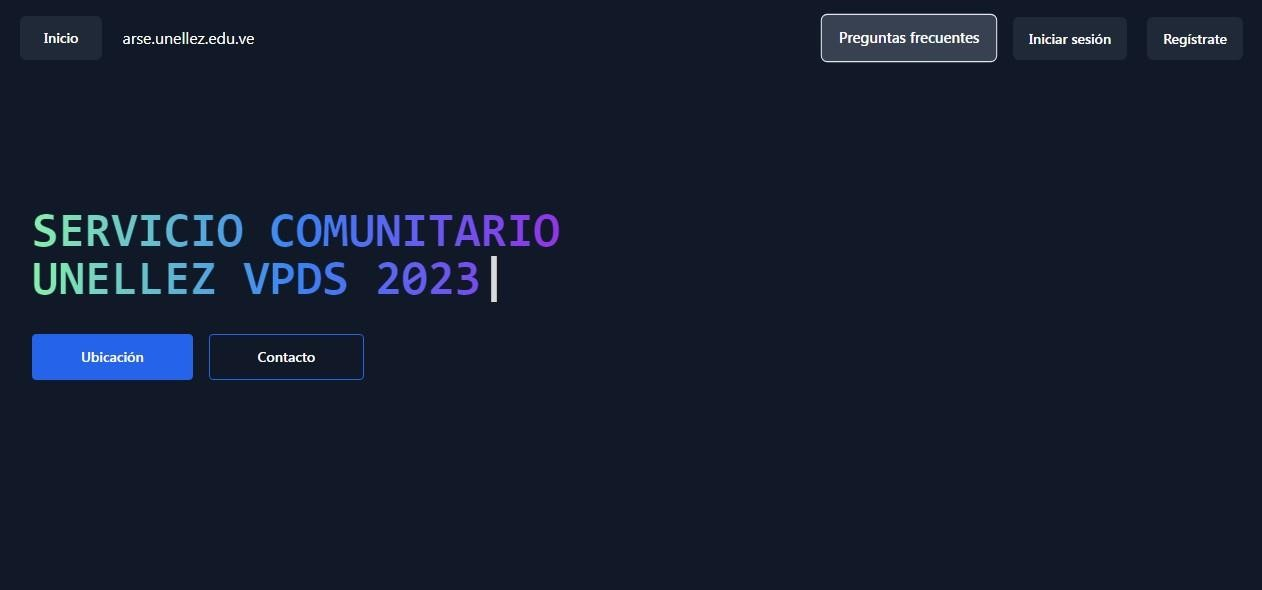 Inicio
arse.unellez.edu.ve
Preguntas frecuentes
Iniciar sesión
Regístrate
SERVICIO COMUNITARIO
UNELLEZ VPDS 2023
Ubicación
Contacto